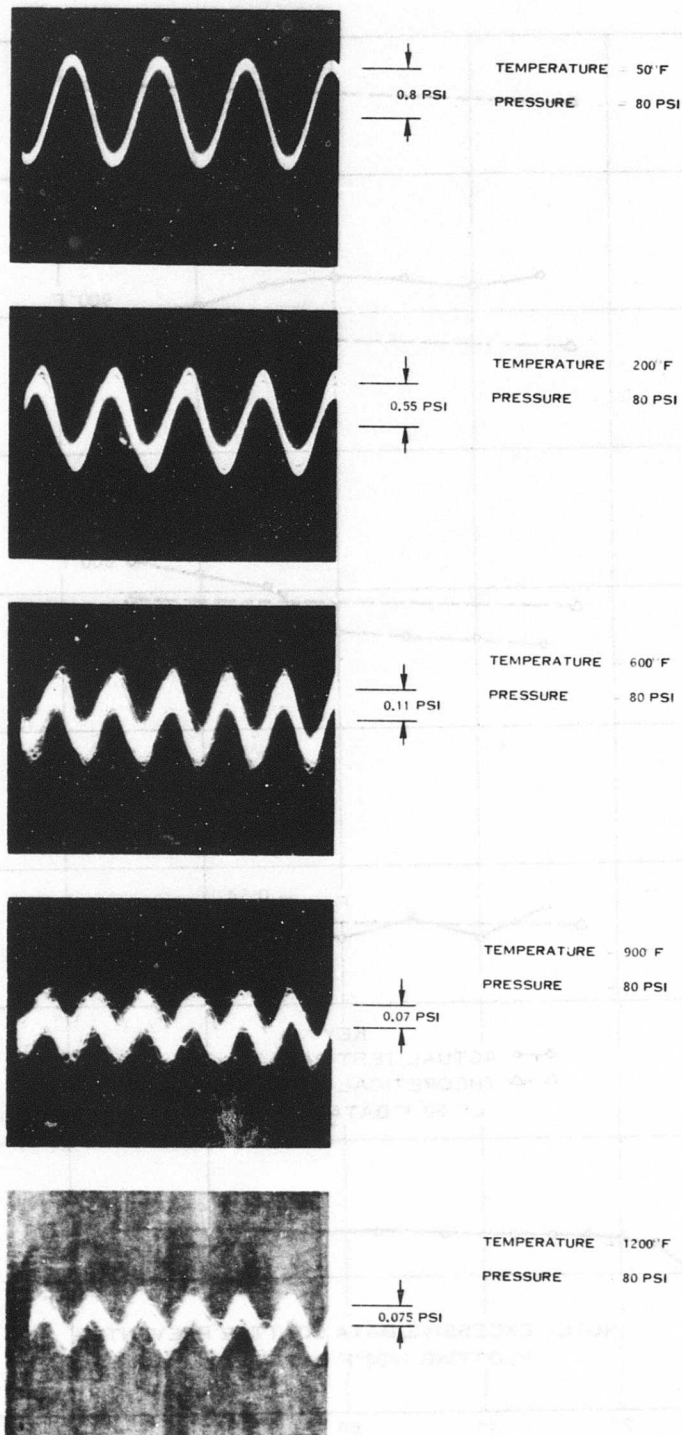 TEMPERATURE = 50°F
0.8 PSI
PRESSURE = 80 PSI
TEMPERATURE - 200°F
0.55 PSI
PRESSURE 80 PSI
TEMPERATURE - 600°F
0.11 PSI
PRESSURE - 80 PSI
TEMPERATURE - 900°F
0.07 PSI
PRESSURE - 80 PSI
TEMPERATURE - 1200°F
0.075 PSI
PRESSURE 80 PSI